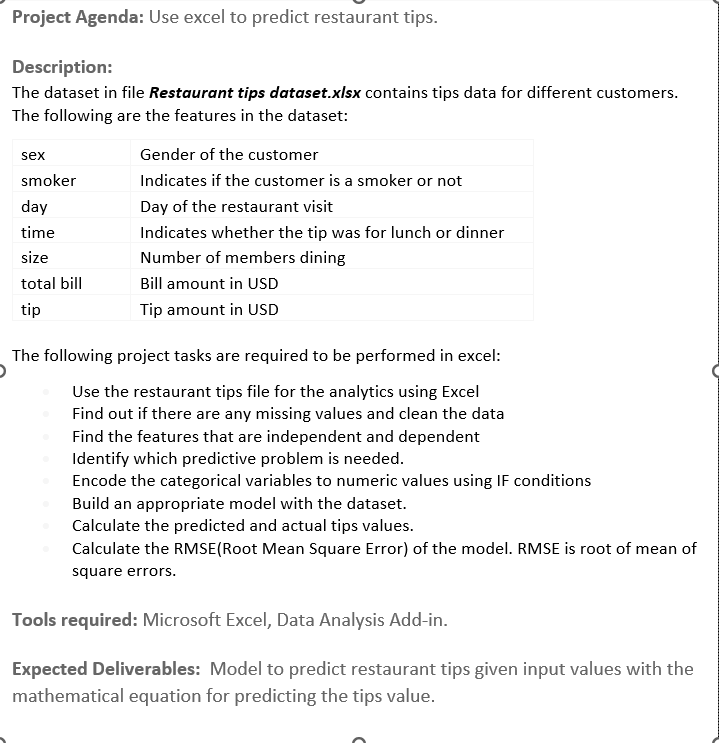 Project Agenda: Use excel to predict restaurant tips.
Description:
The dataset in file Restaurant tips dataset.xlsx contains tips data for different customers.
The following are the features in the dataset:
sex Gender of the customer
smoker Indicates if the customer is a smoker or not
day Day of the restaurant visit
time Indicates whether the tip was for lunch or dinner
size Number of members dining
total bill Bill amount in USD
tip Tip amount in USD
The following project tasks are required to be performed in excel:
Use the restaurant tips file for the analytics using Excel
Find out if there are any missing values and clean the data
Find the features that are independent and dependent
Identify which predictive problem is needed.
Encode the categorical variables to numeric values using IF conditions
Build an appropriate model with the dataset.
Calculate the predicted and actual tips values.
Calculate the RMSE(Root Mean Square Error) of the model. RMSE is root of mean of
square errors.
Tools required: Microsoft Excel, Data Analysis Add-in.
Expected Deliverables: Model to predict restaurant tips given input values with the
mathematical equation for predicting the tips value.